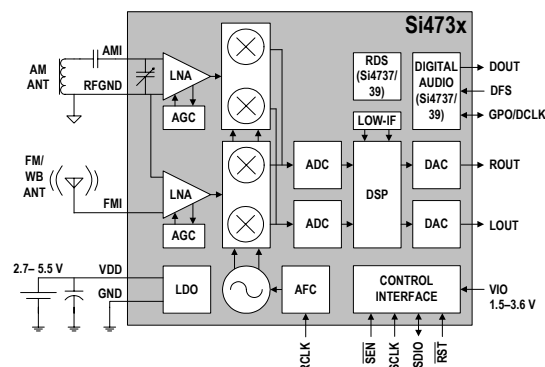 Si473x
AMI
AM
ANT
RFGND
LNA
AGC
RDS
(Si4737/
39)
DIGITAL
AUDIO
(Si4737/
39)
DOUT
DFS
GPO/DCLK
LOW-IF
FM/
WB
ANT
FMI
LNA
AGC
ADC
ADC
DSP
DAC
DAC
ROUT
LOUT
2.7– 5.5 V
VDD
GND
LDO
AFC
CONTROL
INTERFACE
VIO
1.5–3.6 V
RCLK
SEN
SCLK
SDIO
RST